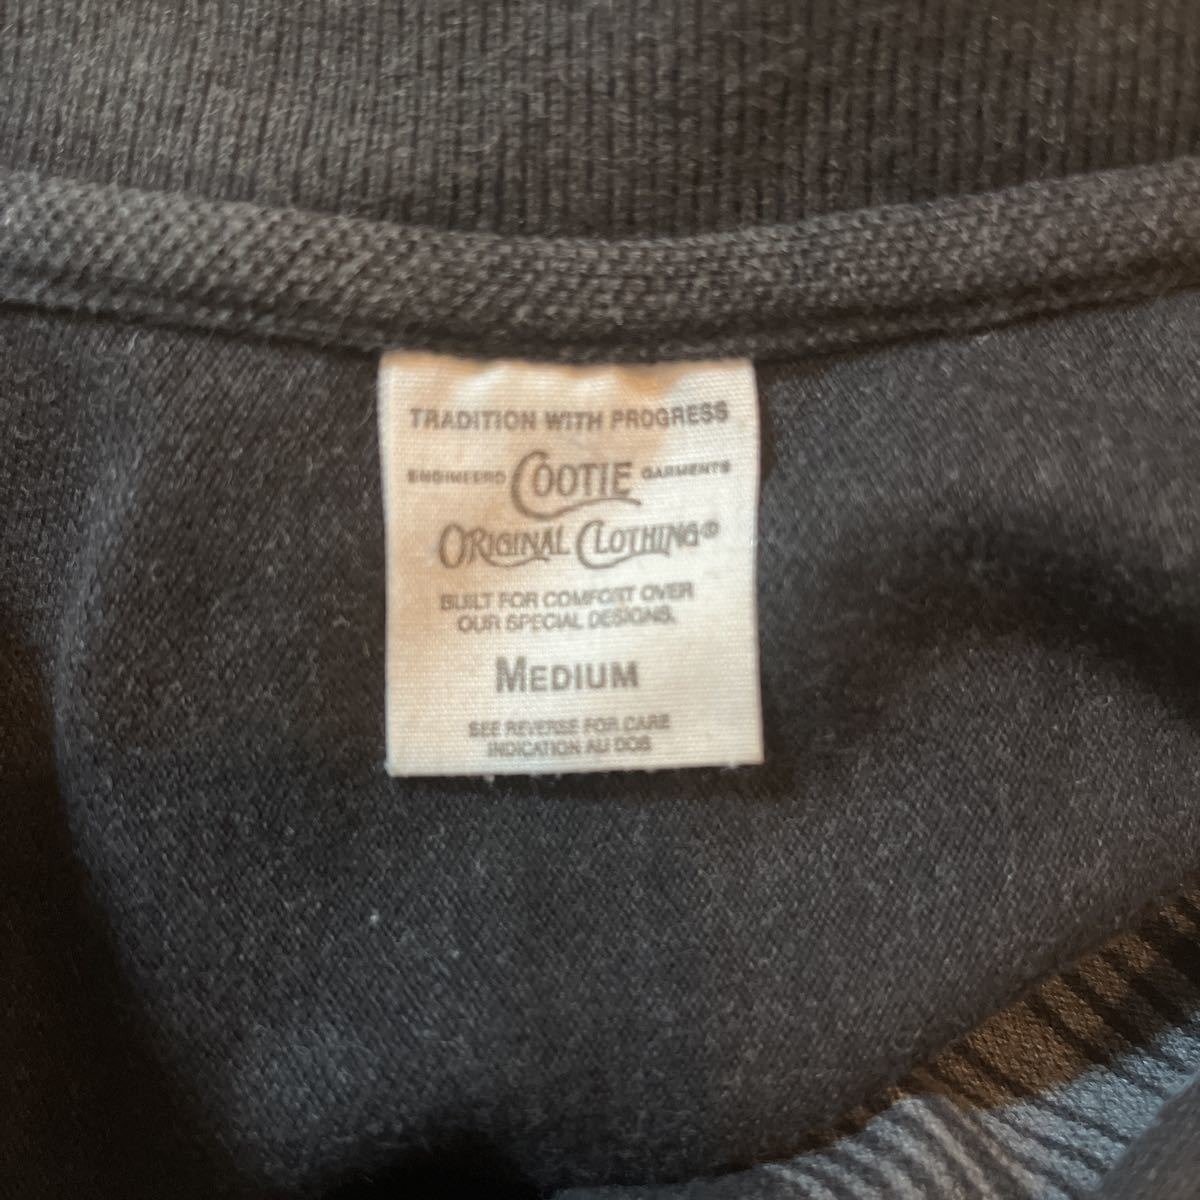 TRADITION WITH PROGRESS
ENGINEERD COOTIE GARMENTS
ORIGINAL CLOTHING®
BUILT FOR COMFORT OVER
OUR SPECIAL DESIGNS.
MEDIUM
SEE REVERSE FOR CARE
INDICATION AU DOS